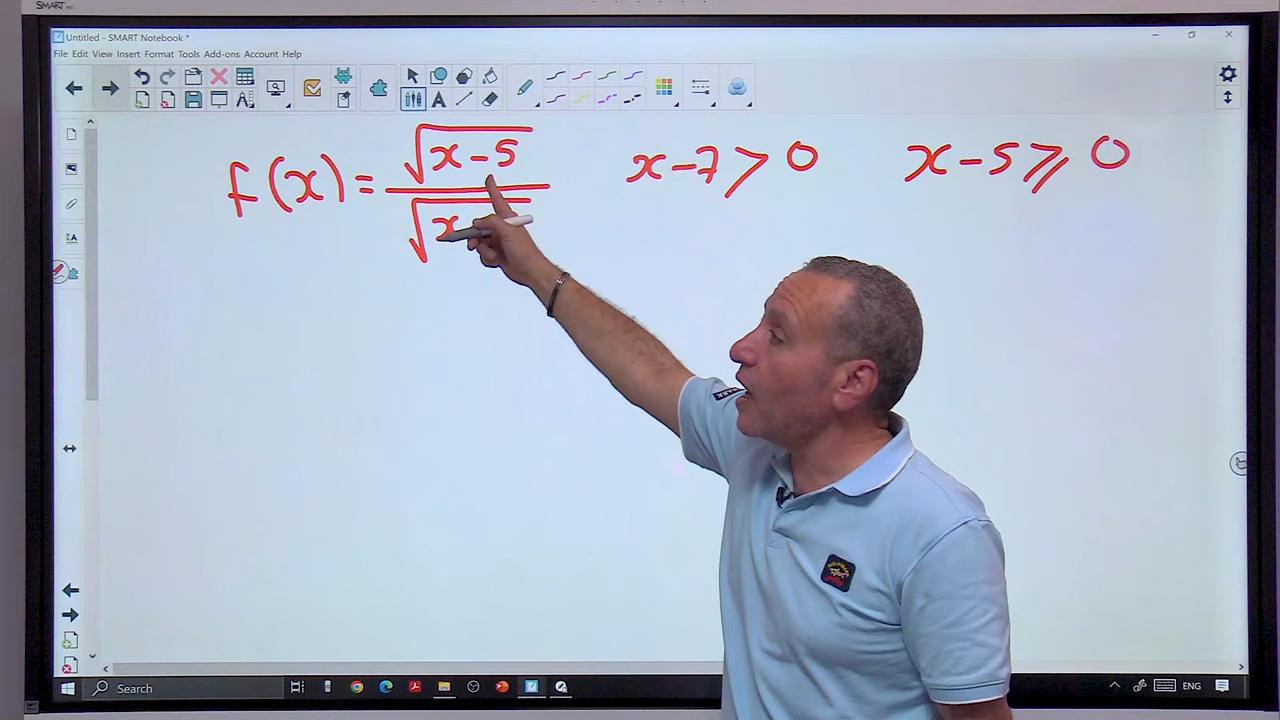 SMART
Untitled - SMART Notebook *
File Edit View Insert Format Tools Add-ons Account Help
f(x) = √(x - 5) / √x
x - 7 > 0
x - 5 ⩾ 0
Search
ENG